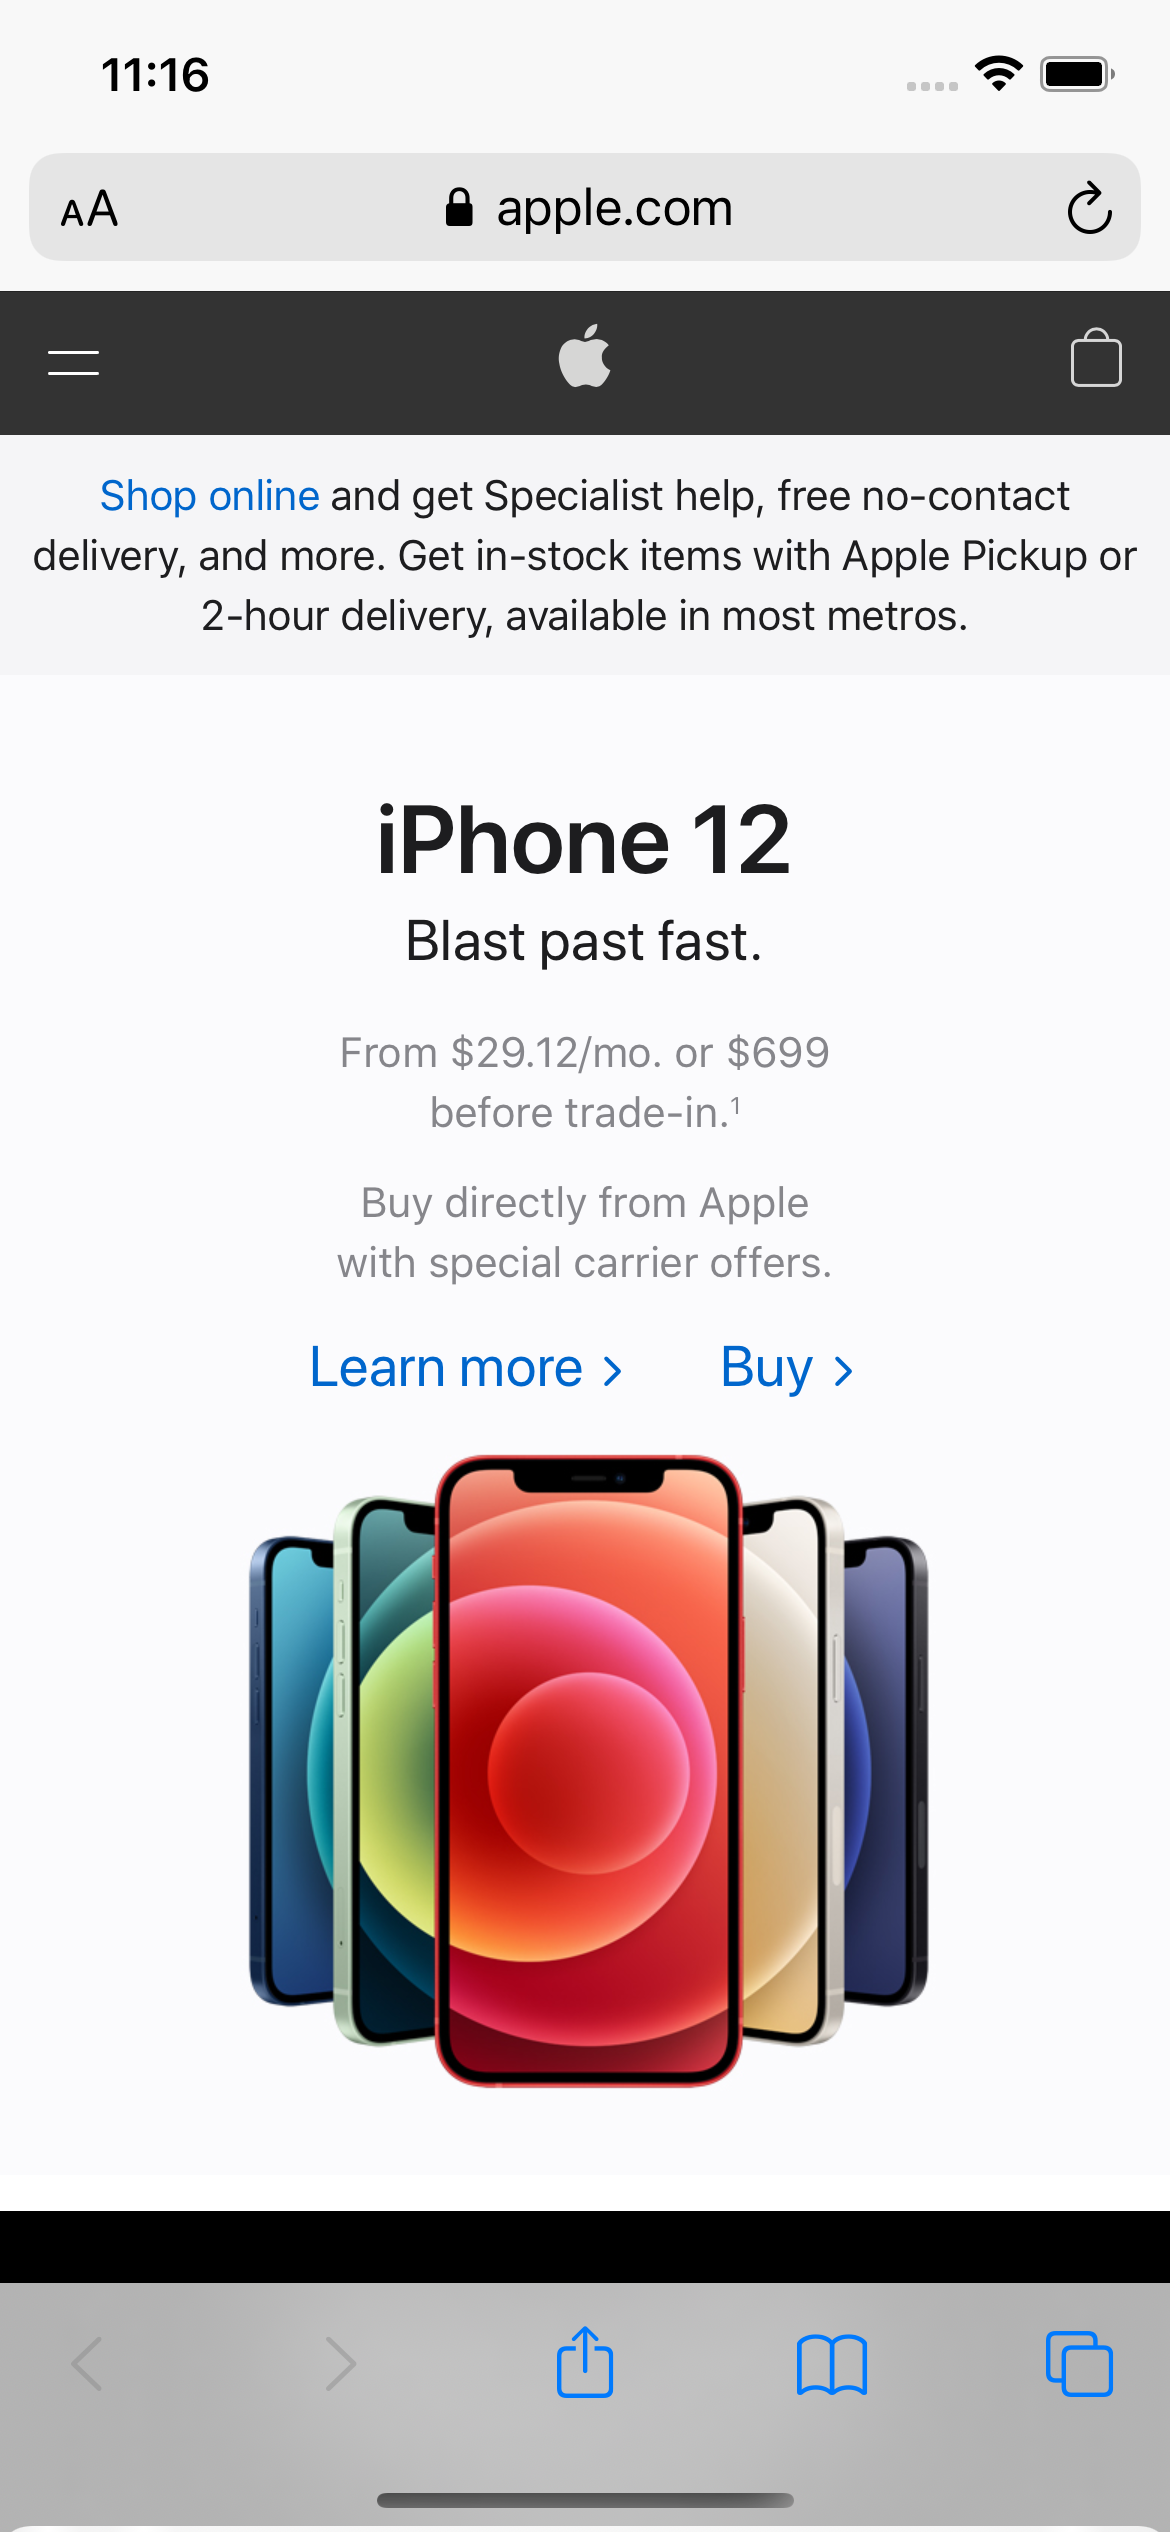 11:16
AA apple.com
Shop online and get Specialist help, free no-contact
delivery, and more. Get in-stock items with Apple Pickup or
2-hour delivery, available in most metros.
iPhone 12
Blast past fast.
From $29.12/mo. or $699
before trade-in.¹
Buy directly from Apple
with special carrier offers.
Learn more > Buy >